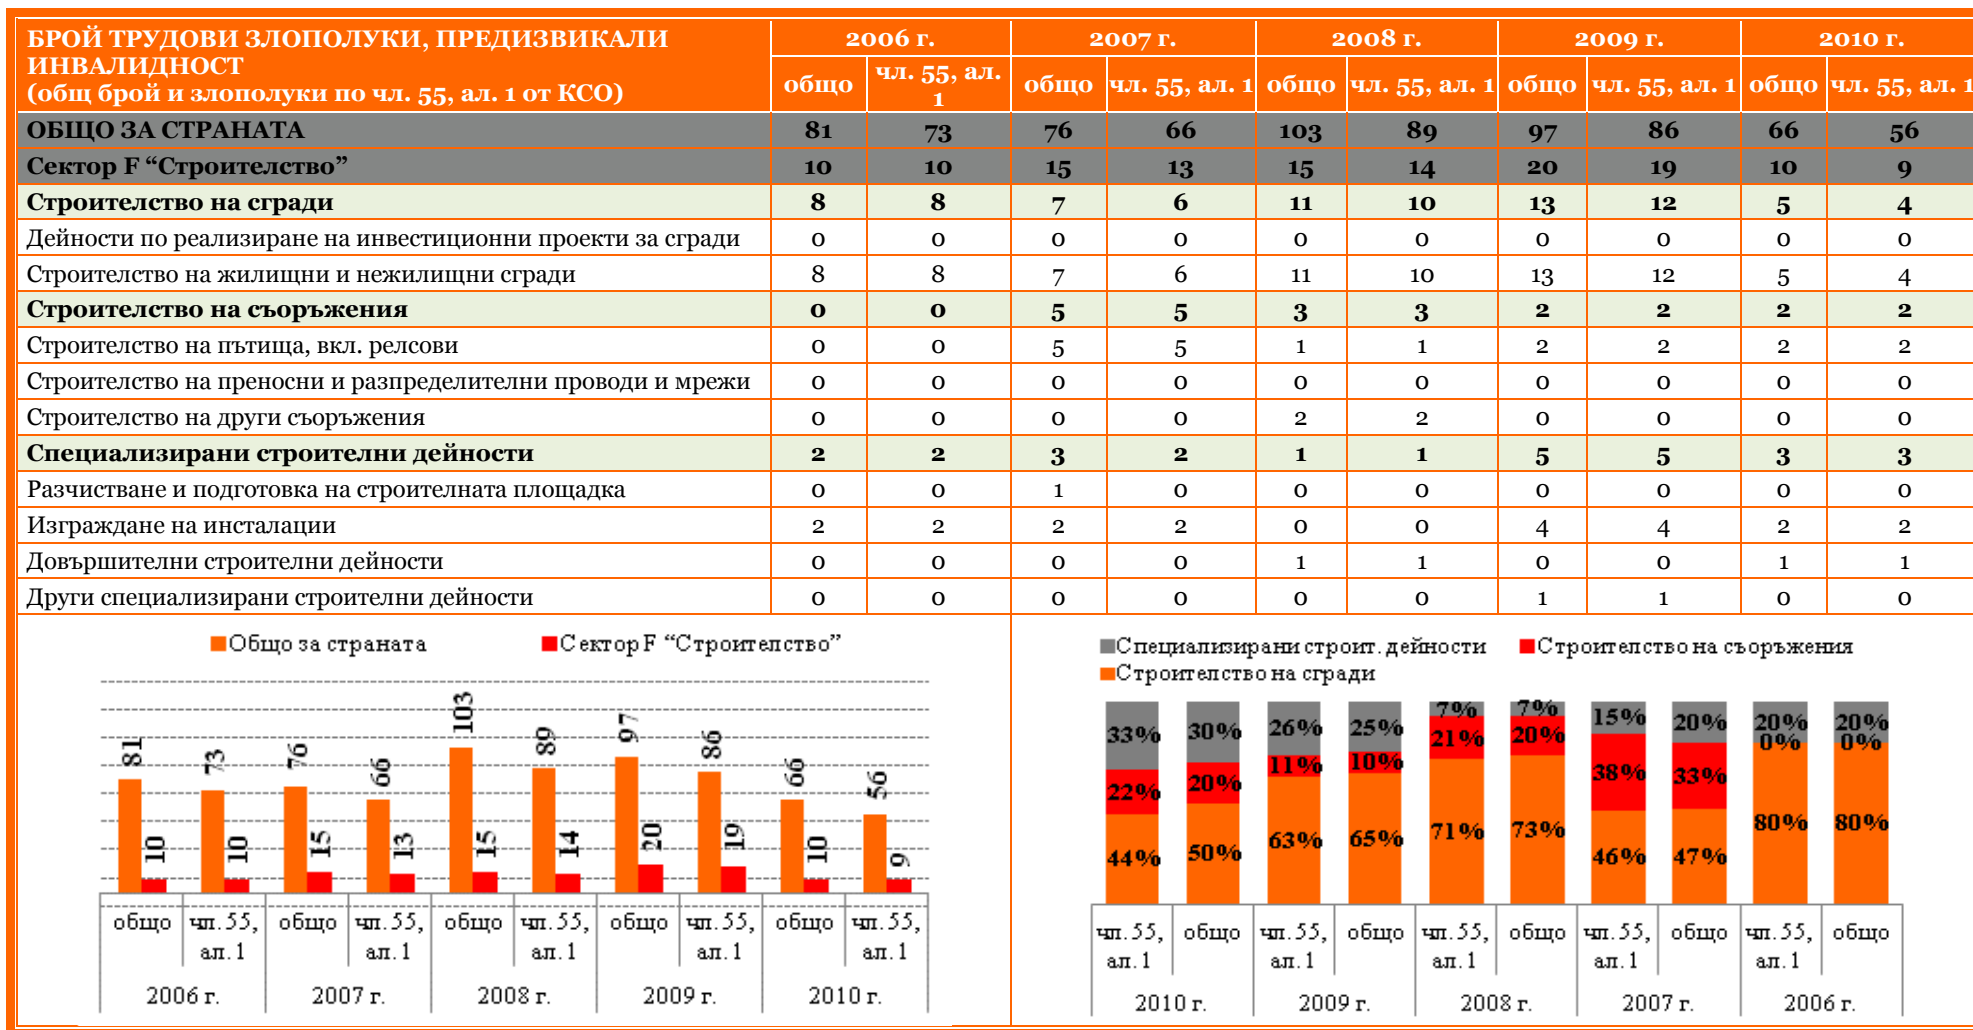 БРОЙ ТРУДОВИ ЗЛОПОЛУКИ, ПРЕДИЗВИКАЛИ ИНВАЛИДНОСТ (общ брой и злополуки по чл. 55, ал. 1 от КСО) 2006 г. 2007 г. 2008 г. 2009 г. 2010 г.
общо чл. 55, ал. 1 общо чл. 55, ал. 1 общо чл. 55, ал. 1 общо чл. 55, ал. 1 общо чл. 55, ал. 1
ОБЩО ЗА СТРАНАТА 81 73 76 66 103 89 97 86 66 56
Сектор F “Строителство” 10 10 15 13 15 14 20 19 10 9
Строителство на сгради 8 8 7 6 11 10 13 12 5 4
Дейности по реализиране на инвестиционни проекти за сгради 0 0 0 0 0 0 0 0 0 0
Строителство на жилищни и нежилищни сгради 8 8 7 6 11 10 13 12 5 4
Строителство на съоръжения 0 0 5 5 3 3 2 2 2 2
Строителство на пътища, вкл. релсови 0 0 5 5 1 1 2 2 2 2
Строителство на преносни и разпределителни проводи и мрежи 0 0 0 0 0 0 0 0 0 0
Строителство на други съоръжения 0 0 0 0 2 2 0 0 0 0
Специализирани строителни дейности 2 2 3 2 1 1 5 5 3 3
Разчистване и подготовка на строителната площадка 0 0 1 0 0 0 0 0 0 0
Изграждане на инсталации 2 2 2 2 0 0 4 4 2 2
Довършителни строителни дейности 0 0 0 0 1 1 0 0 1 1
Други специализирани строителни дейности 0 0 0 0 0 0 1 1 0 0
Общо за страната Сектор F “Строителство”
81 10 73 10 76 15 66 13 103 15 89 14 97 20 86 19 66 10 56 9
общо чл.55, ал.1 общо чл.55, ал.1 общо чл.55, ал.1 общо чл.55, ал.1 общо чл.55, ал.1
2006 г. 2007 г. 2008 г. 2009 г. 2010 г.
Специализирани строит. дейности Строителство на съоръжения
Строителство на сгради
33% 30% 26% 25% 7% 7% 15% 20% 20% 20%
22% 20% 11% 10% 21% 20% 38% 33% 0% 0%
44% 50% 63% 65% 71% 73% 46% 47% 80% 80%
чл.55, ал.1 общо чл.55, ал.1 общо чл.55, ал.1 общо чл.55, ал.1 общо чл.55, ал.1 общо
2010 г. 2009 г. 2008 г. 2007 г. 2006 г.